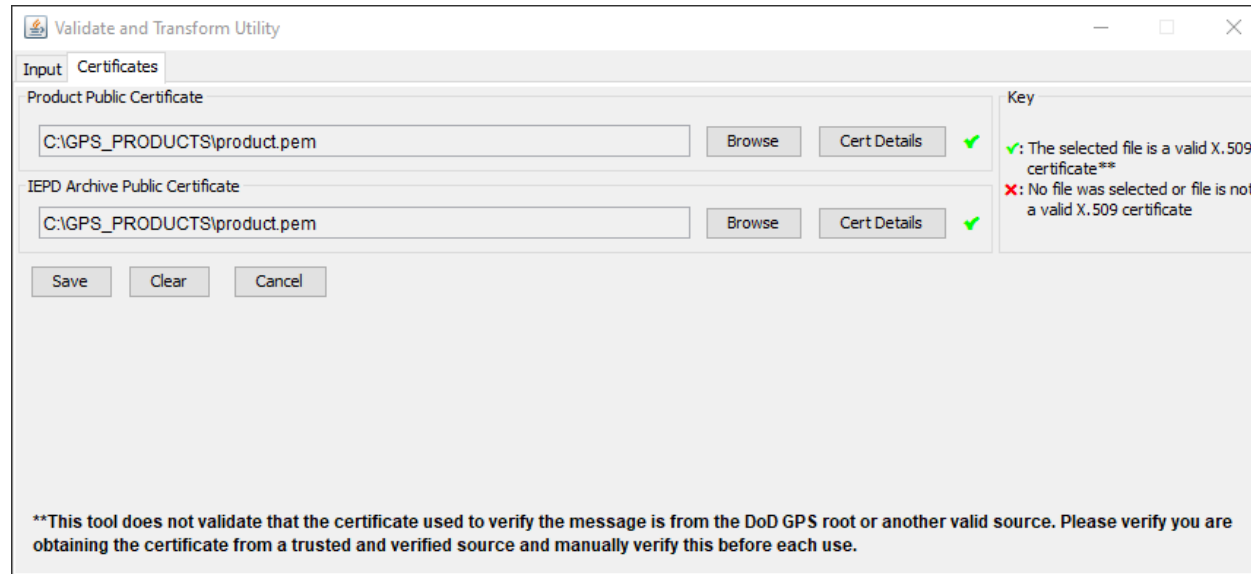 Validate and Transform Utility
Input Certificates
Product Public Certificate
C:\GPS_PRODUCTS\product.pem Browse Cert Details
IEPD Archive Public Certificate
C:\GPS_PRODUCTS\product.pem Browse Cert Details
Save Clear Cancel
Key
: The selected file is a valid X.509
certificate**
: No file was selected or file is not
a valid X.509 certificate
**This tool does not validate that the certificate used to verify the message is from the DoD GPS root or another valid source. Please verify you are
obtaining the certificate from a trusted and verified source and manually verify this before each use.